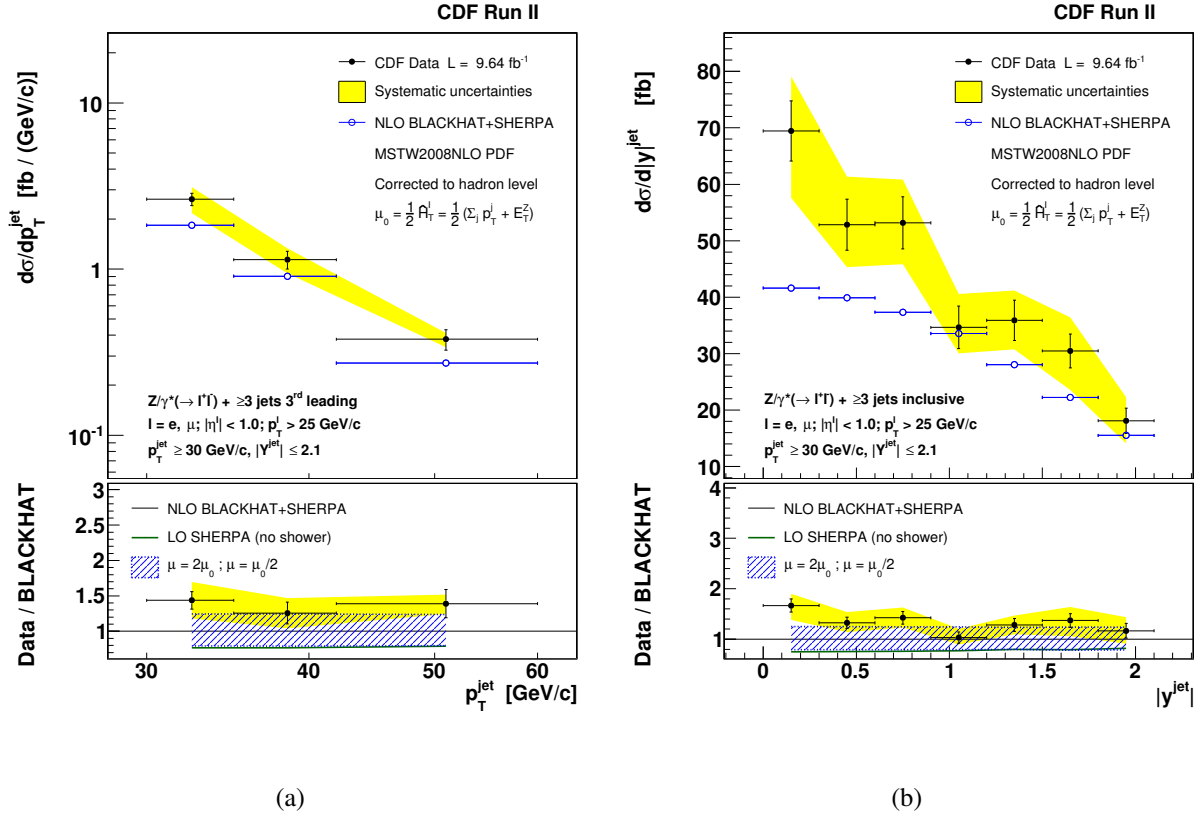 CDF Run II
dσ/dp_T^jet [fb / (GeV/c)]
10
1
10⁻¹
CDF Data L = 9.64 fb⁻¹
Systematic uncertainties
NLO BLACKHAT+SHERPA
MSTW2008NLO PDF
Corrected to hadron level
μ₀ = 1/2 Ĥ_T^l = 1/2 (Σ_j p_T^j + E_T^Z)
Z/γ*(→ l⁺l⁻) + ≥3 jets 3rd leading
l = e, μ; |η^l| < 1.0; p_T^l > 25 GeV/c
p_T^jet ≥ 30 GeV/c, |Y^jet| ≤ 2.1
Data / BLACKHAT
3
2.5
2
1.5
1
NLO BLACKHAT+SHERPA
LO SHERPA (no shower)
μ = 2μ₀ ; μ = μ₀/2
30 40 50 60
p_T^jet [GeV/c]
(a)
CDF Run II
dσ/d|y|^jet [fb]
80
70
60
50
40
30
20
10
CDF Data L = 9.64 fb⁻¹
Systematic uncertainties
NLO BLACKHAT+SHERPA
MSTW2008NLO PDF
Corrected to hadron level
μ₀ = 1/2 Ĥ_T^l = 1/2 (Σ_j p_T^j + E_T^Z)
Z/γ*(→ l⁺l⁻) + ≥3 jets inclusive
l = e, μ; |η^l| < 1.0; p_T^l > 25 GeV/c
p_T^jet ≥ 30 GeV/c, |Y^jet| ≤ 2.1
Data / BLACKHAT
4
3
2
1
NLO BLACKHAT+SHERPA
LO SHERPA (no shower)
μ = 2μ₀ ; μ = μ₀/2
0 0.5 1 1.5 2
|y^jet|
(b)